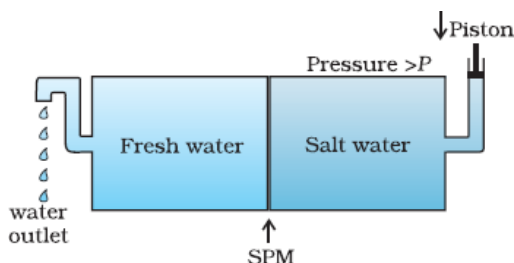 Piston
Pressure >P
Fresh water
Salt water
water
outlet
SPM